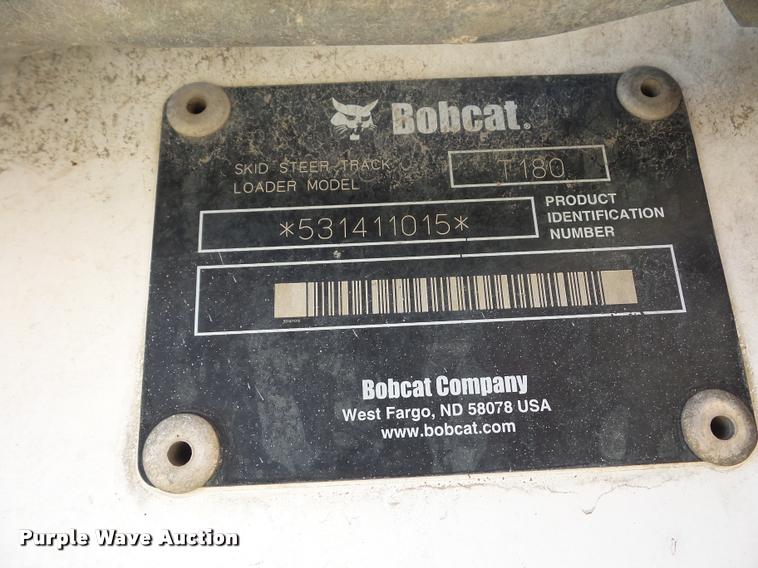 Bobcat.
SKID STEER TRACK
LOADER MODEL
T180
*531411015*
PRODUCT
IDENTIFICATION
NUMBER
Bobcat Company
West Fargo, ND 58078 USA
www.bobcat.com
Purple Wave Auction